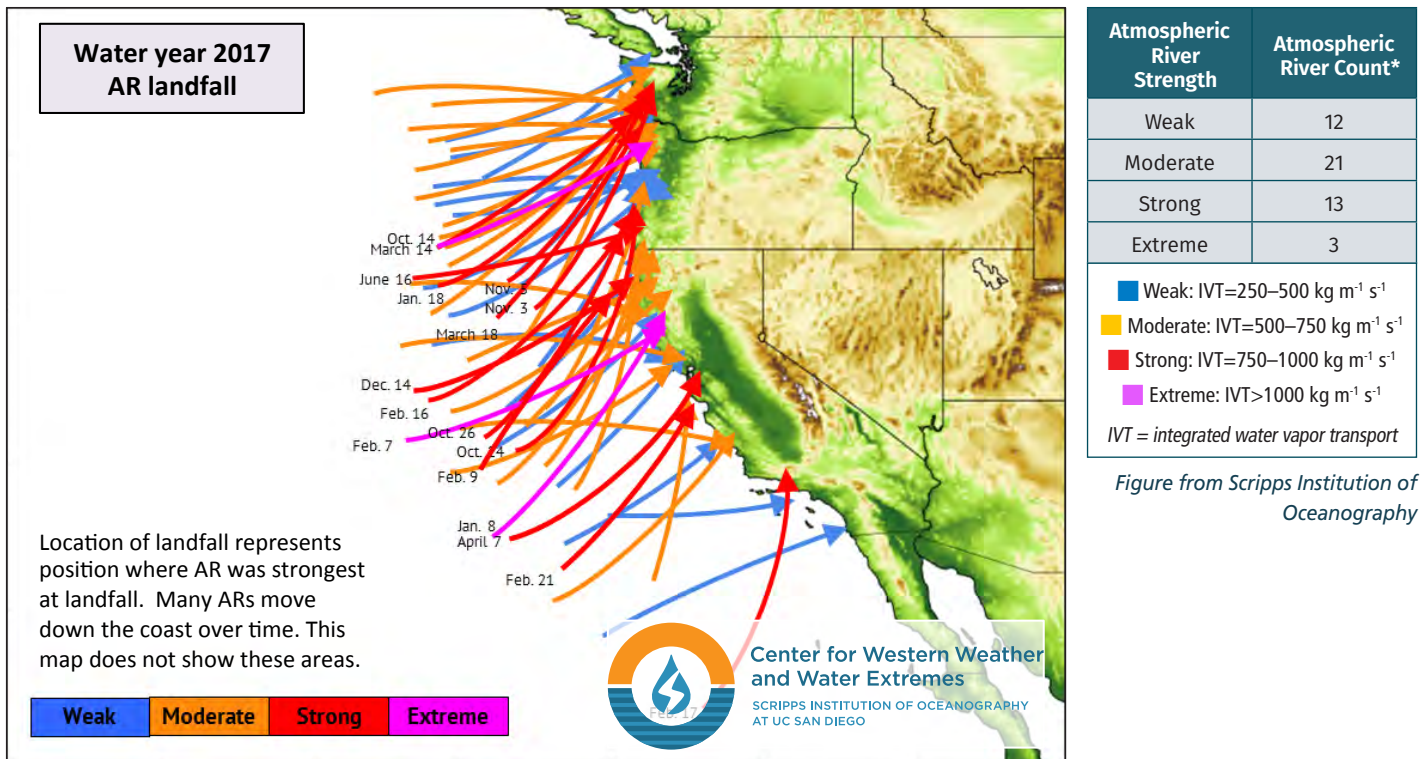 Water year 2017
AR landfall
Oct. 14
March 14
June 16
Jan. 18
Nov. 5
Nov. 3
March 18
Dec. 14
Feb. 16
Feb. 7
Oct. 26
Oct. 24
Feb. 9
Jan. 8
April 7
Feb. 21
Feb. 17
Location of landfall represents
position where AR was strongest
at landfall. Many ARs move
down the coast over time. This
map does not show these areas.
Weak Moderate Strong Extreme
Center for Western Weather
and Water Extremes
SCRIPPS INSTITUTION OF OCEANOGRAPHY
AT UC SAN DIEGO
Atmospheric River Strength
Atmospheric River Count*
Weak 12
Moderate 21
Strong 13
Extreme 3
Weak: IVT=250–500 kg m⁻¹ s⁻¹
Moderate: IVT=500–750 kg m⁻¹ s⁻¹
Strong: IVT=750–1000 kg m⁻¹ s⁻¹
Extreme: IVT>1000 kg m⁻¹ s⁻¹
IVT = integrated water vapor transport
Figure from Scripps Institution of
Oceanography